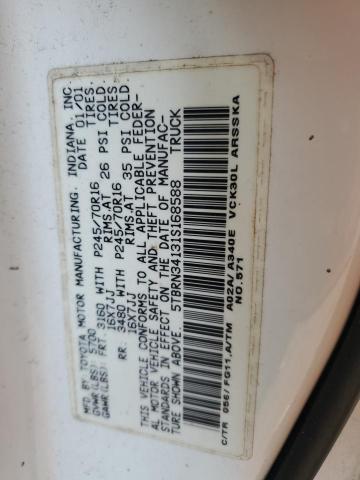 MFD. BY TOYOTA MOTOR MANUFACTURING, INDIANA, INC.
GVWR(LBS) 5700 DATE 01/01
GAWR(LBS): FRT. 3160 WITH P245/70R16 TIRES,
16X7JJ RIMS,AT 26 PSI COLD.
RR. 3480 WITH P245/70R16 TIRES,
16X7JJ RIMS,AT 35 PSI COLD.
THIS VEHICLE CONFORMS TO ALL APPLICABLE FEDER-
AL MOTOR VEHICLE SAFETY AND THEFT PREVENTION
STANDARDS IN EFFECT ON THE DATE OF MANUFAC-
TURE SHOWN ABOVE. 5TBRN34131S168588 TRUCK
C/TR 056/FG11,A/TM A02A/A340E VCK30L ARSSKA
NO.571